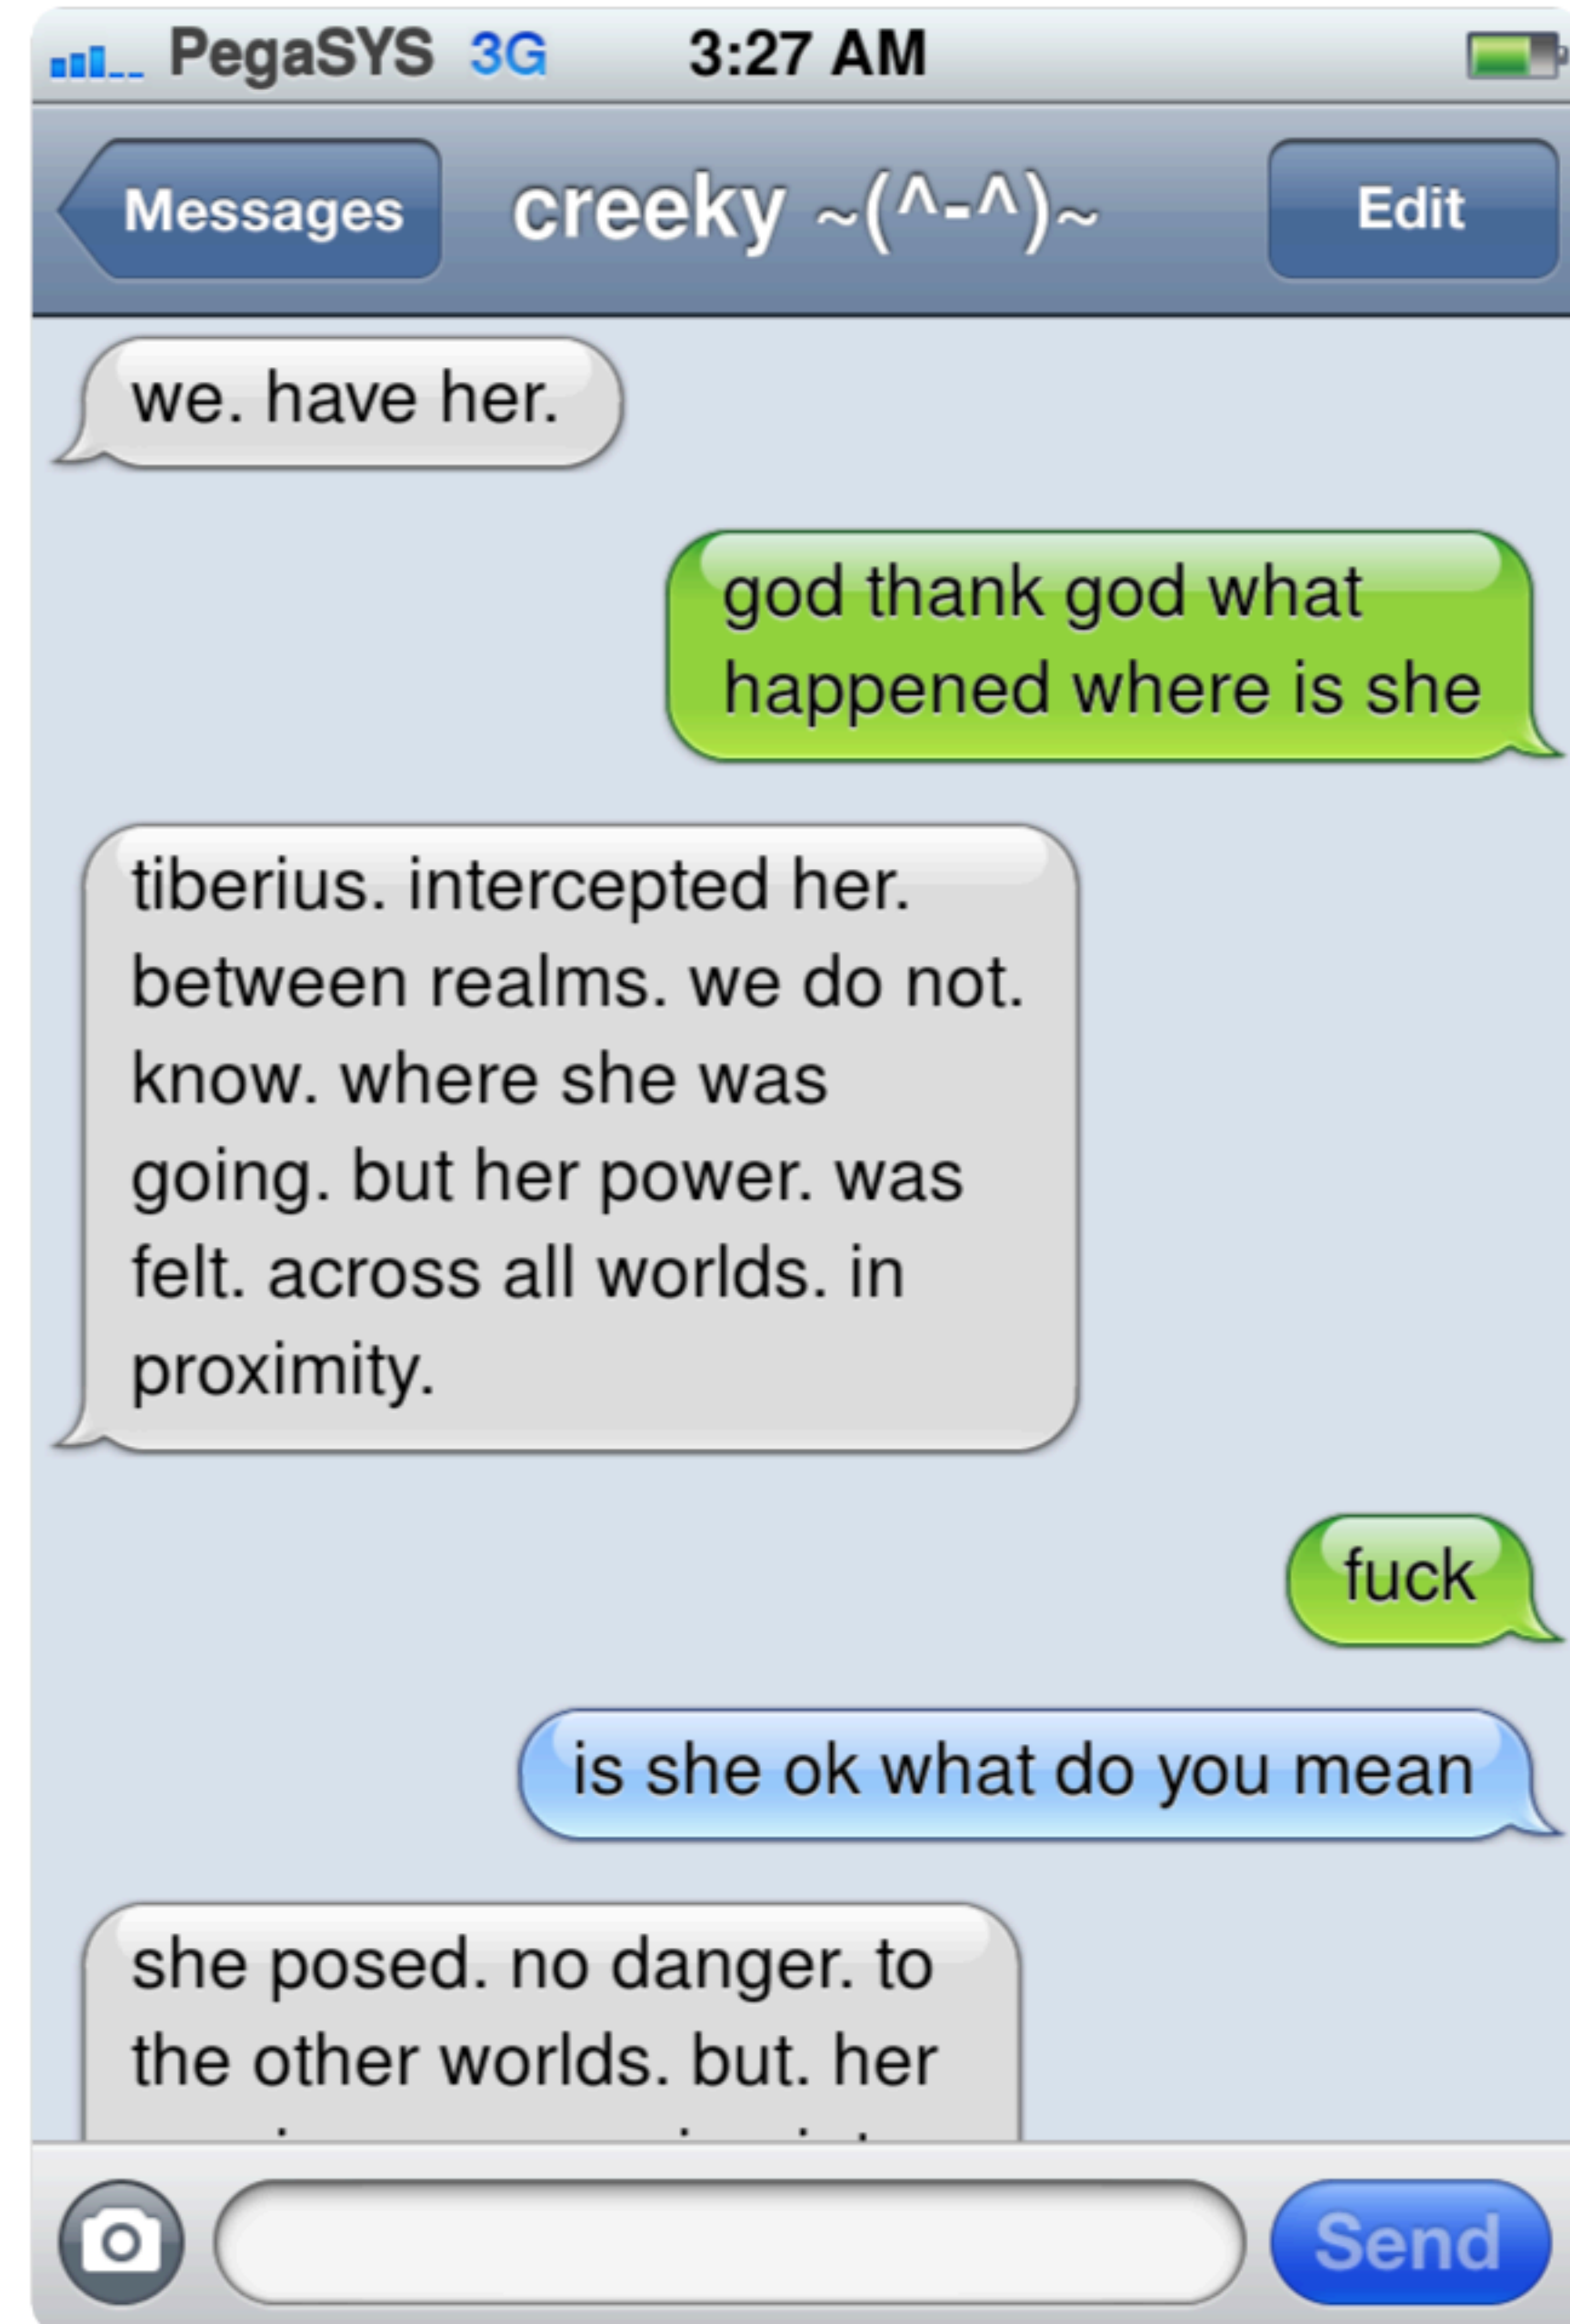 PegaSYS 3G 3:27 AM
Messages creeky ~(^-^)~ Edit
we. have her.
god thank god what
happened where is she
tiberius. intercepted her.
between realms. we do not.
know. where she was
going. but her power. was
felt. across all worlds. in
proximity.
fuck
is she ok what do you mean
she posed. no danger. to
the other worlds. but. her
Send